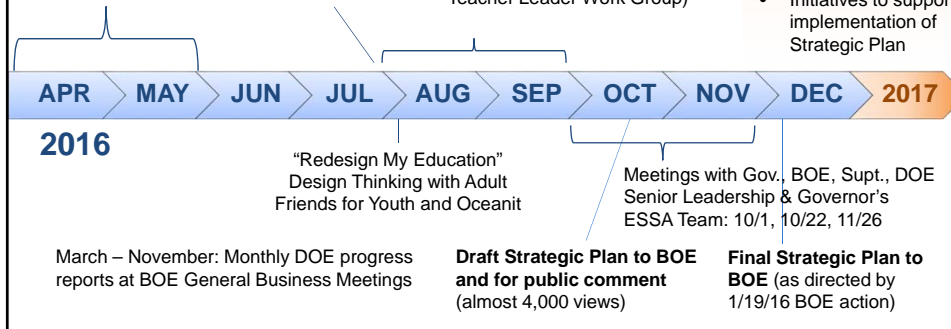 Teacher Leader Work Group)
• Initiatives to support
implementation of
Strategic Plan
APR MAY JUN JUL AUG SEP OCT NOV DEC 2017
2016
“Redesign My Education”
Design Thinking with Adult
Friends for Youth and Oceanit
Meetings with Gov., BOE, Supt., DOE
Senior Leadership & Governor’s
ESSA Team: 10/1, 10/22, 11/26
March – November: Monthly DOE progress
reports at BOE General Business Meetings
Draft Strategic Plan to BOE
and for public comment
(almost 4,000 views)
Final Strategic Plan to
BOE (as directed by
1/19/16 BOE action)